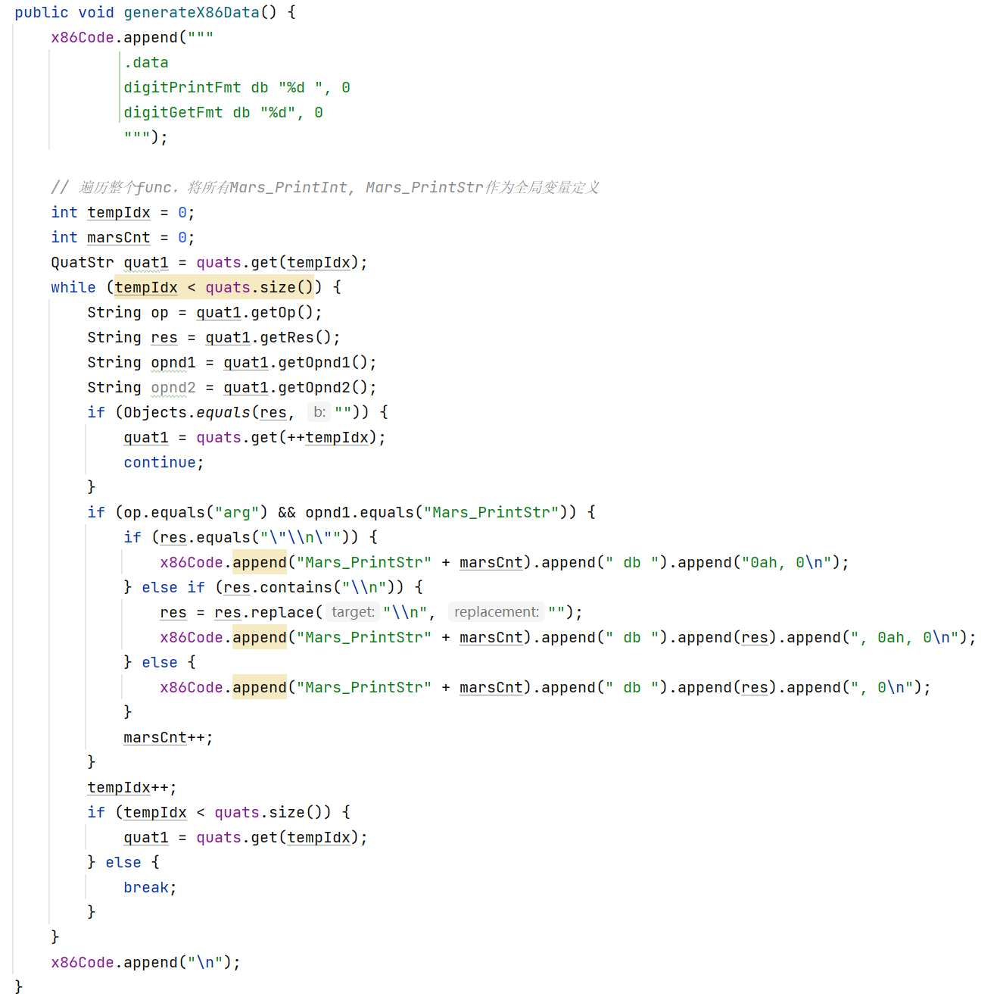 public void generateX86Data() {
    x86Code.append("""
            .data
            digitPrintFmt db "%d ", 0
            digitGetFmt db "%d", 0
            """);

    // 遍历整个func. 将所有Mars_PrintInt, Mars_PrintStr作为全局变量定义
    int tempIdx = 0;
    int marsCnt = 0;
    QuatStr quat1 = quats.get(tempIdx);
    while (tempIdx < quats.size()) {
        String op = quat1.getOp();
        String res = quat1.getRes();
        String opnd1 = quat1.getOpnd1();
        String opnd2 = quat1.getOpnd2();
        if (Objects.equals(res, b: "")) {
            quat1 = quats.get(++tempIdx);
            continue;
        }
        if (op.equals("arg") && opnd1.equals("Mars_PrintStr")) {
            if (res.equals("\"\\n\"")) {
                x86Code.append("Mars_PrintStr" + marsCnt).append(" db ").append("0ah, 0\n");
            } else if (res.contains("\\n")) {
                res = res.replace( target: "\\n", replacement: "");
                x86Code.append("Mars_PrintStr" + marsCnt).append(" db ").append(res).append(", 0ah, 0\n");
            } else {
                x86Code.append("Mars_PrintStr" + marsCnt).append(" db ").append(res).append(", 0\n");
            }
            marsCnt++;
        }
        tempIdx++;
        if (tempIdx < quats.size()) {
            quat1 = quats.get(tempIdx);
        } else {
            break;
        }
    }
    x86Code.append("\n");
}